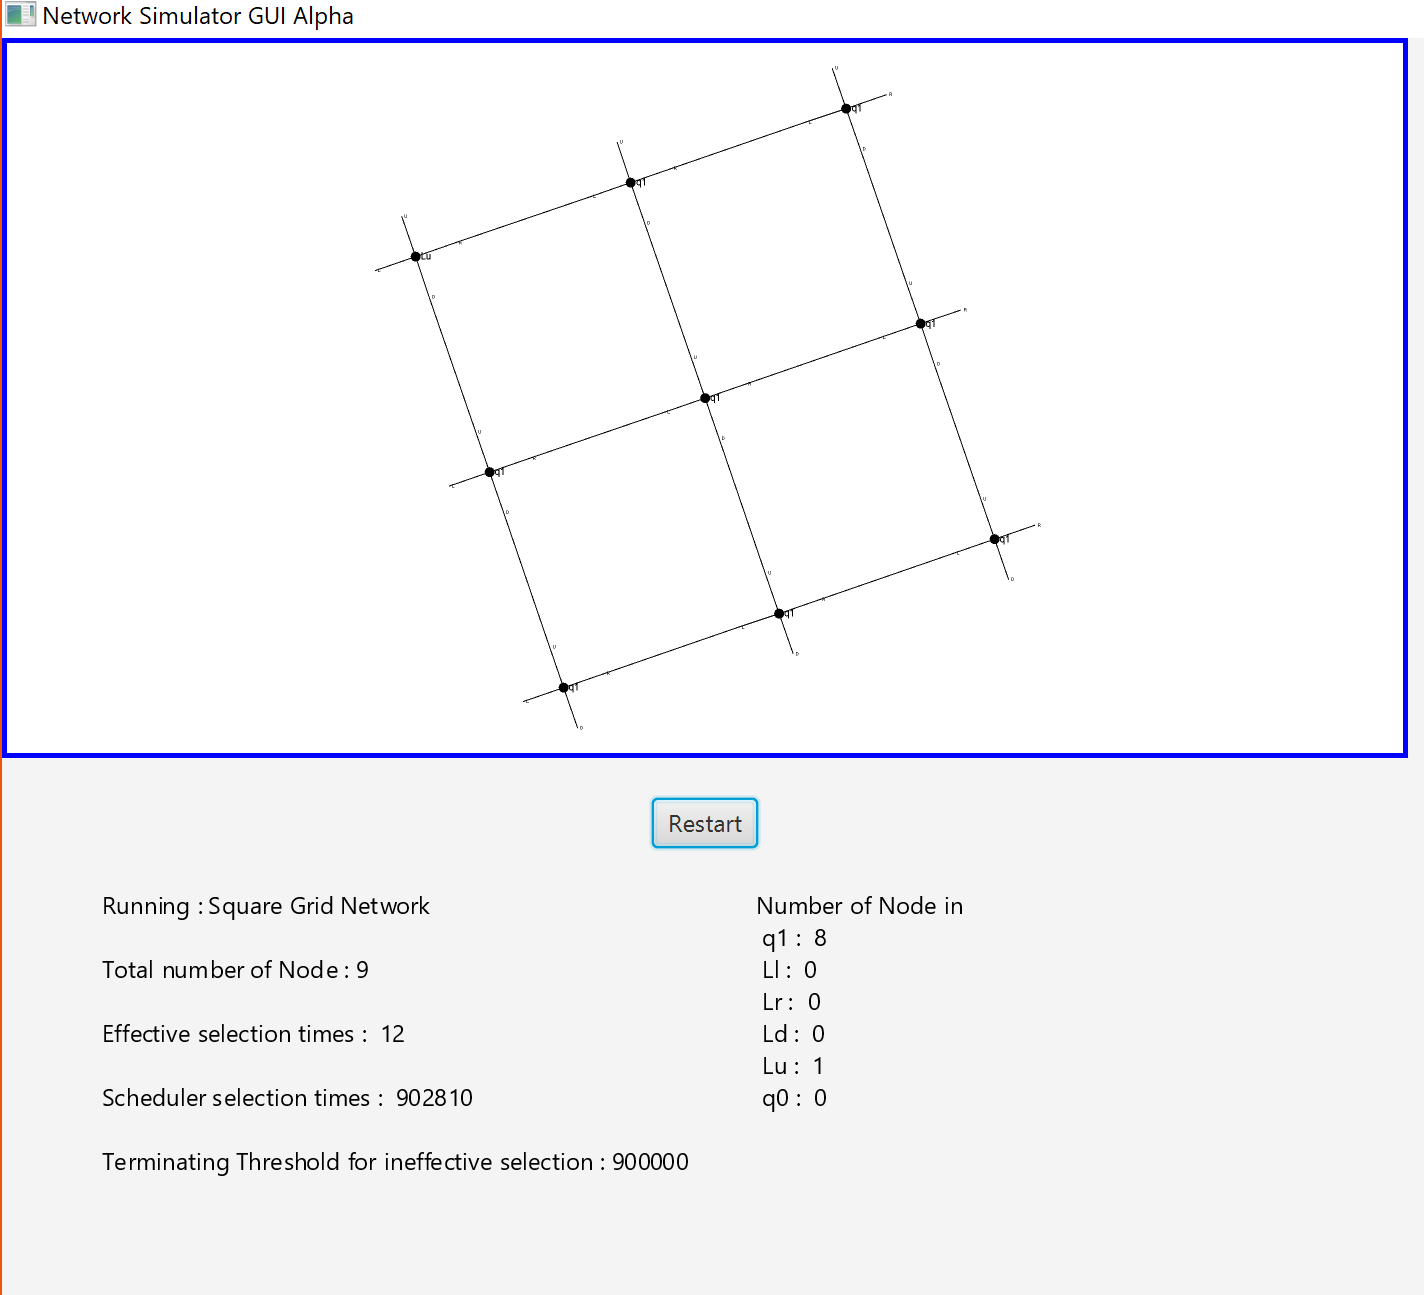 Network Simulator GUI Alpha
U
q1
R
L
D
U
q1
R
L
D
U
Lu
R
L
D
U
q1
R
L
D
U
q1
R
L
D
U
q1
R
L
D
U
q1
R
L
D
U
q1
R
L
D
U
q1
R
L
D
Restart
Running : Square Grid Network
Total number of Node : 9
Effective selection times : 12
Scheduler selection times : 902810
Terminating Threshold for ineffective selection : 900000
Number of Node in
q1 : 8
Ll : 0
Lr : 0
Ld : 0
Lu : 1
q0 : 0